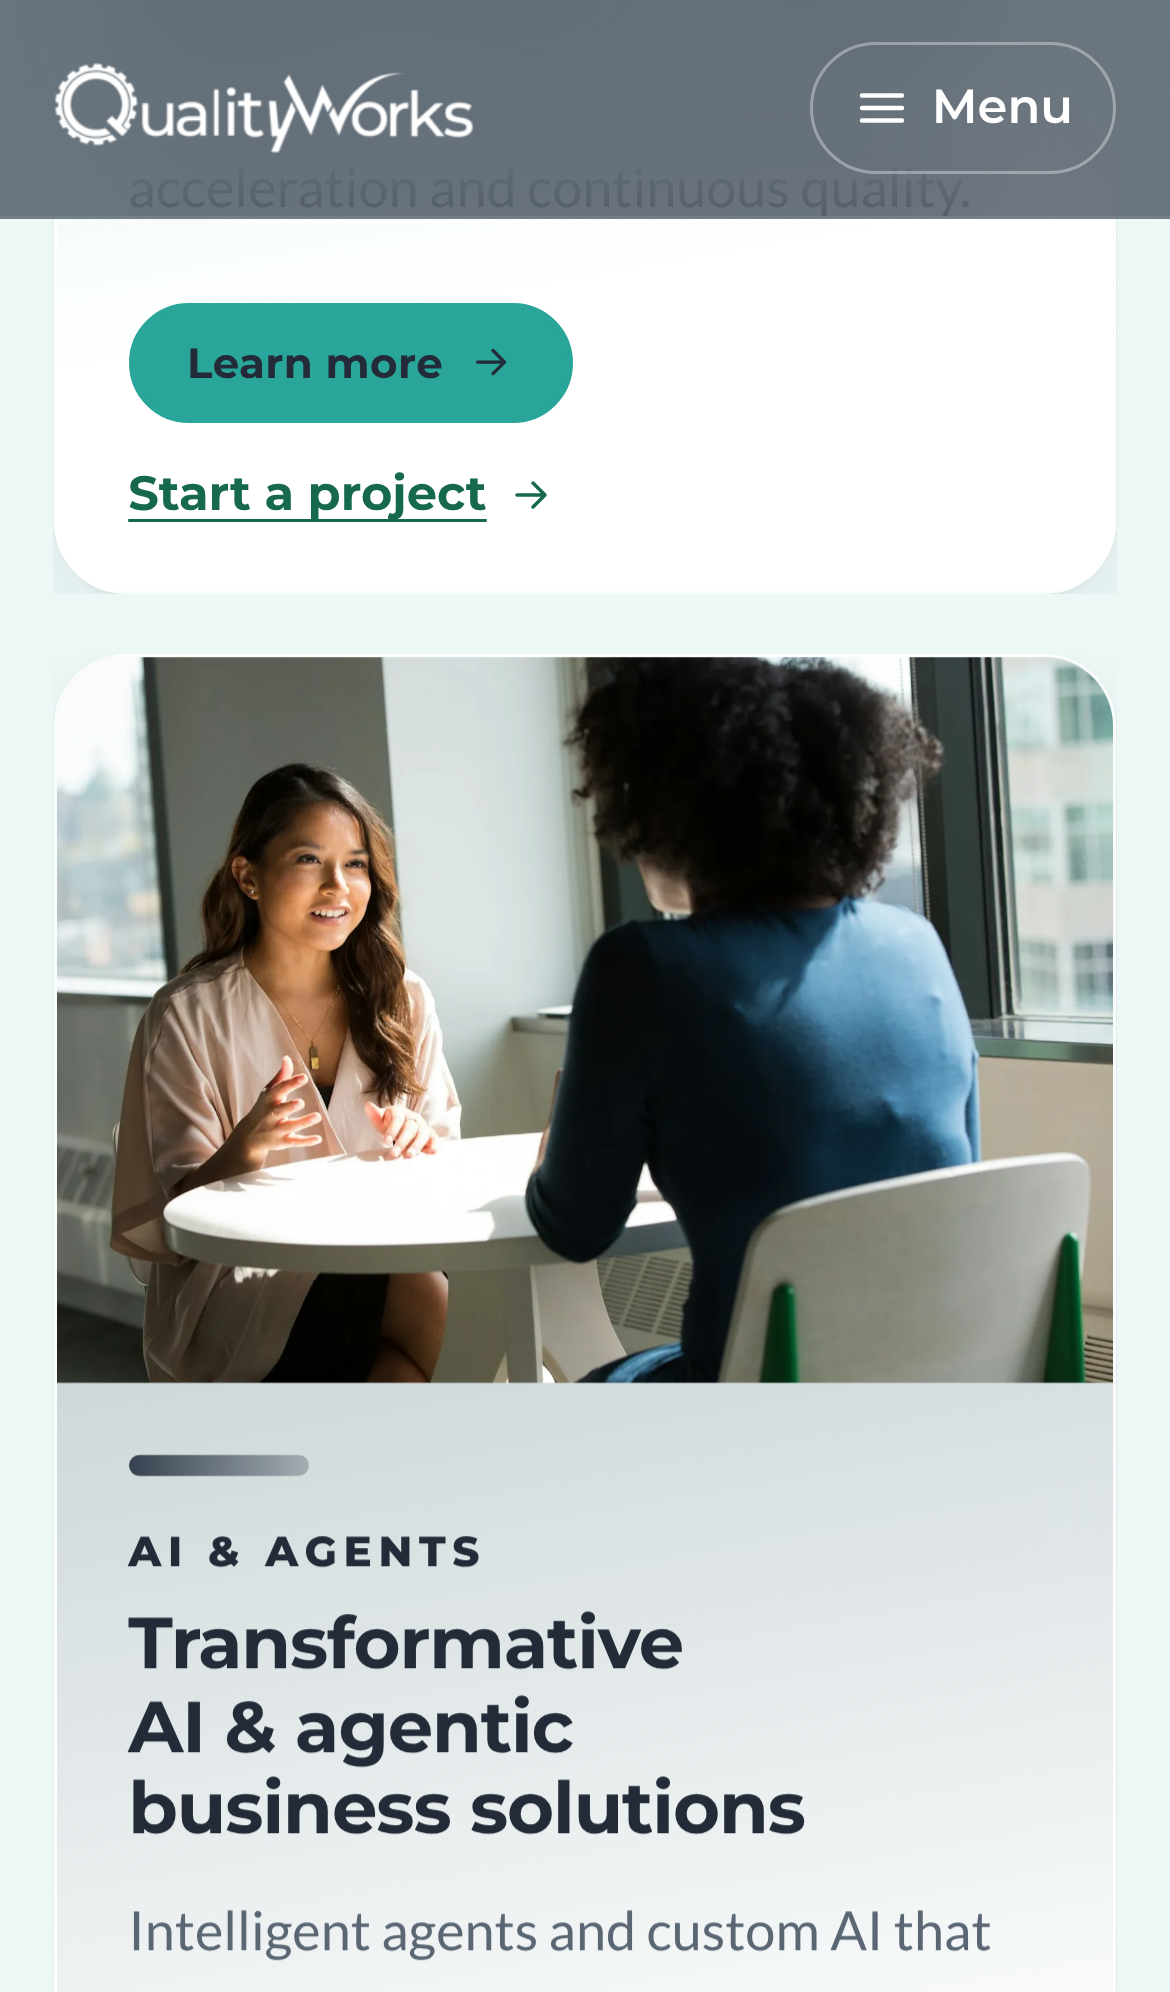 QualityWorks
Menu
acceleration and continuous quality.
Learn more →
Start a project →
AI & AGENTS
Transformative
AI & agentic
business solutions
Intelligent agents and custom AI that